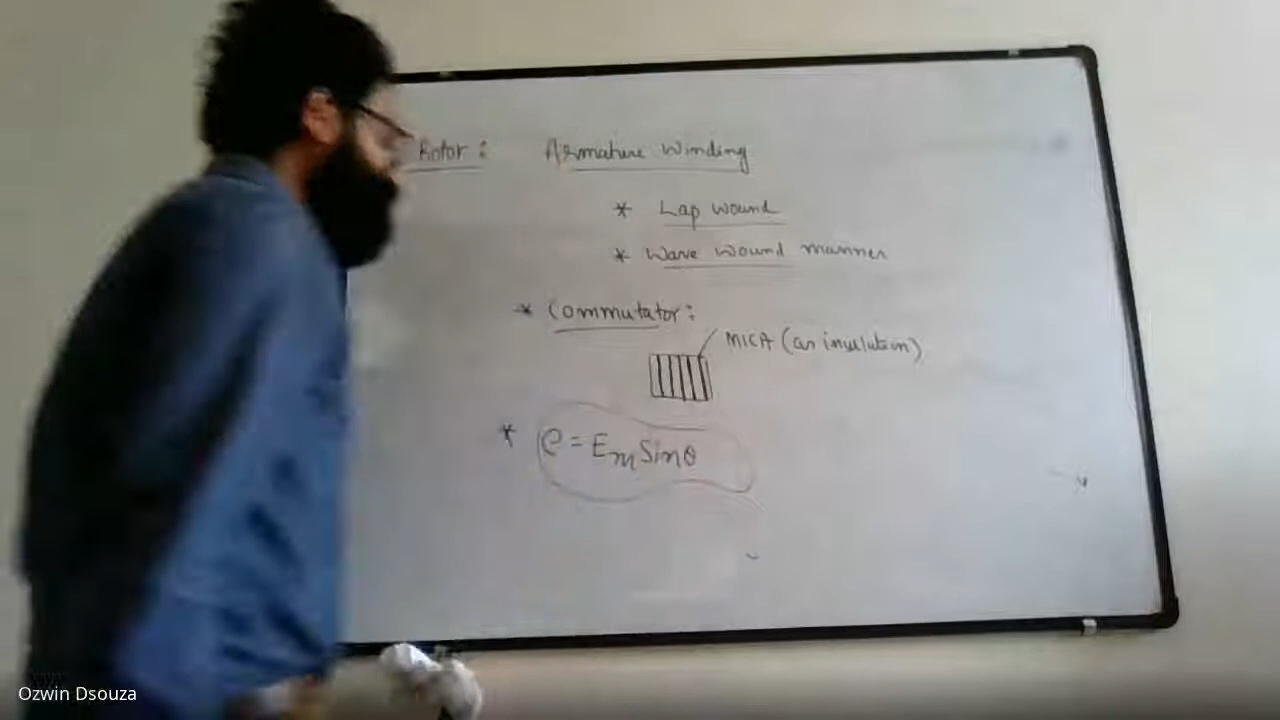 Rotor : Armature Winding
* Lap wound
* Wave wound manner
* Commutator:
MICA (as insulation)
* e = Em Sinθ
Ozwin Dsouza